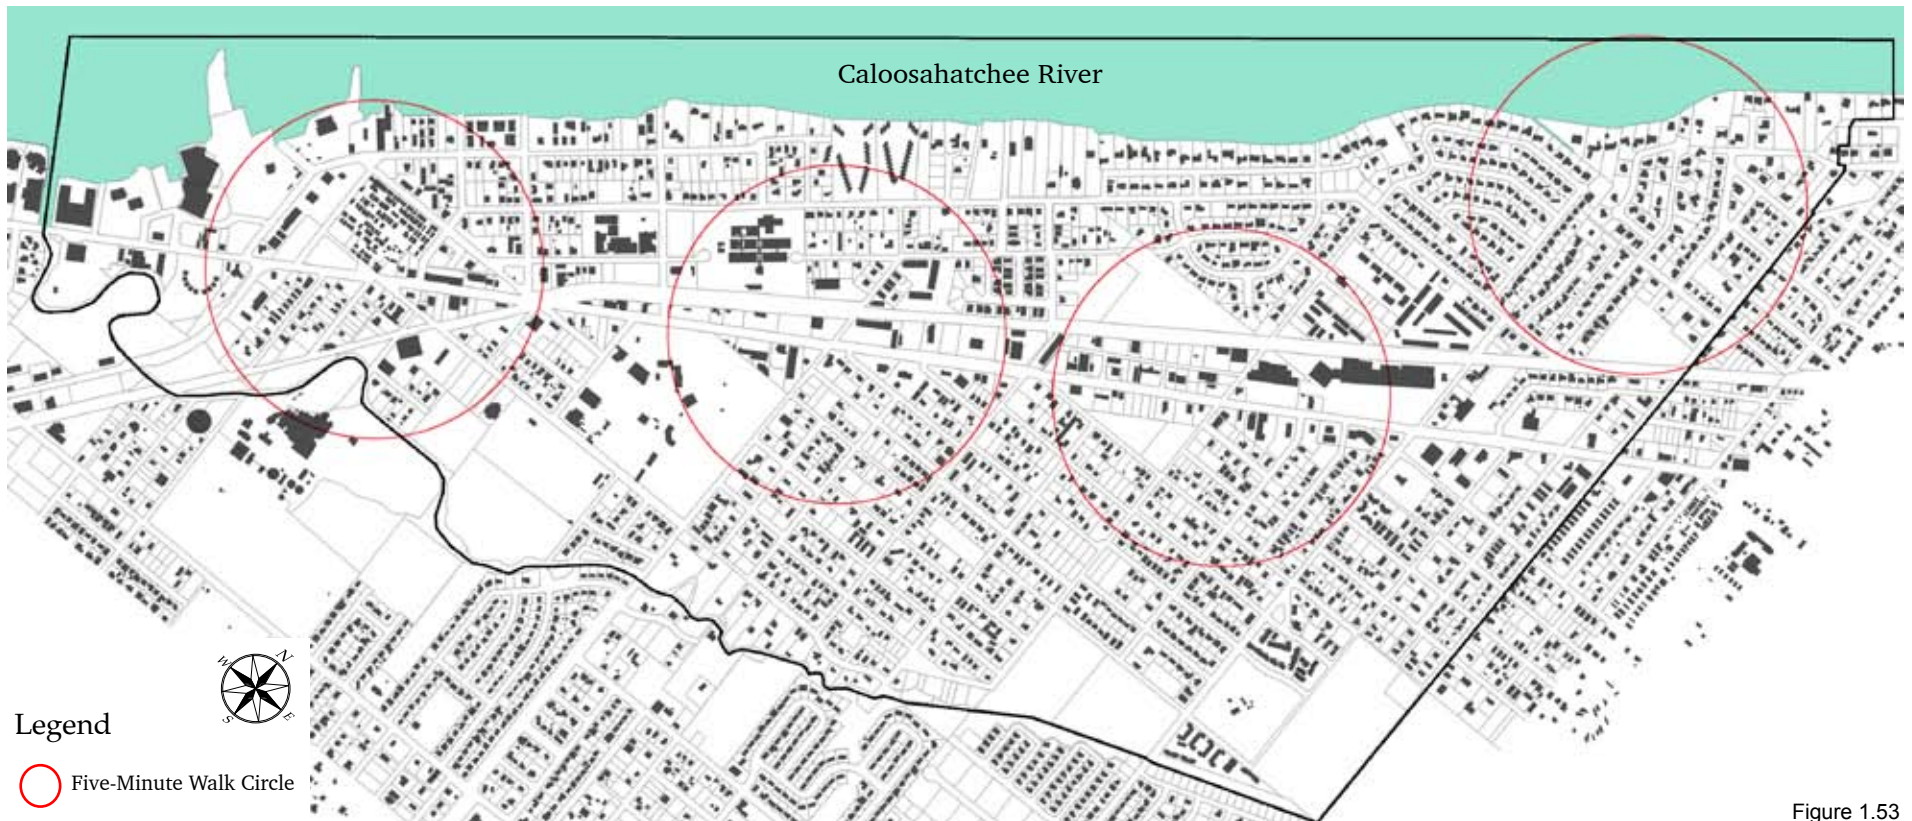 Caloosahatchee River
W
N
S
E
Legend
Five-Minute Walk Circle
Figure 1.53